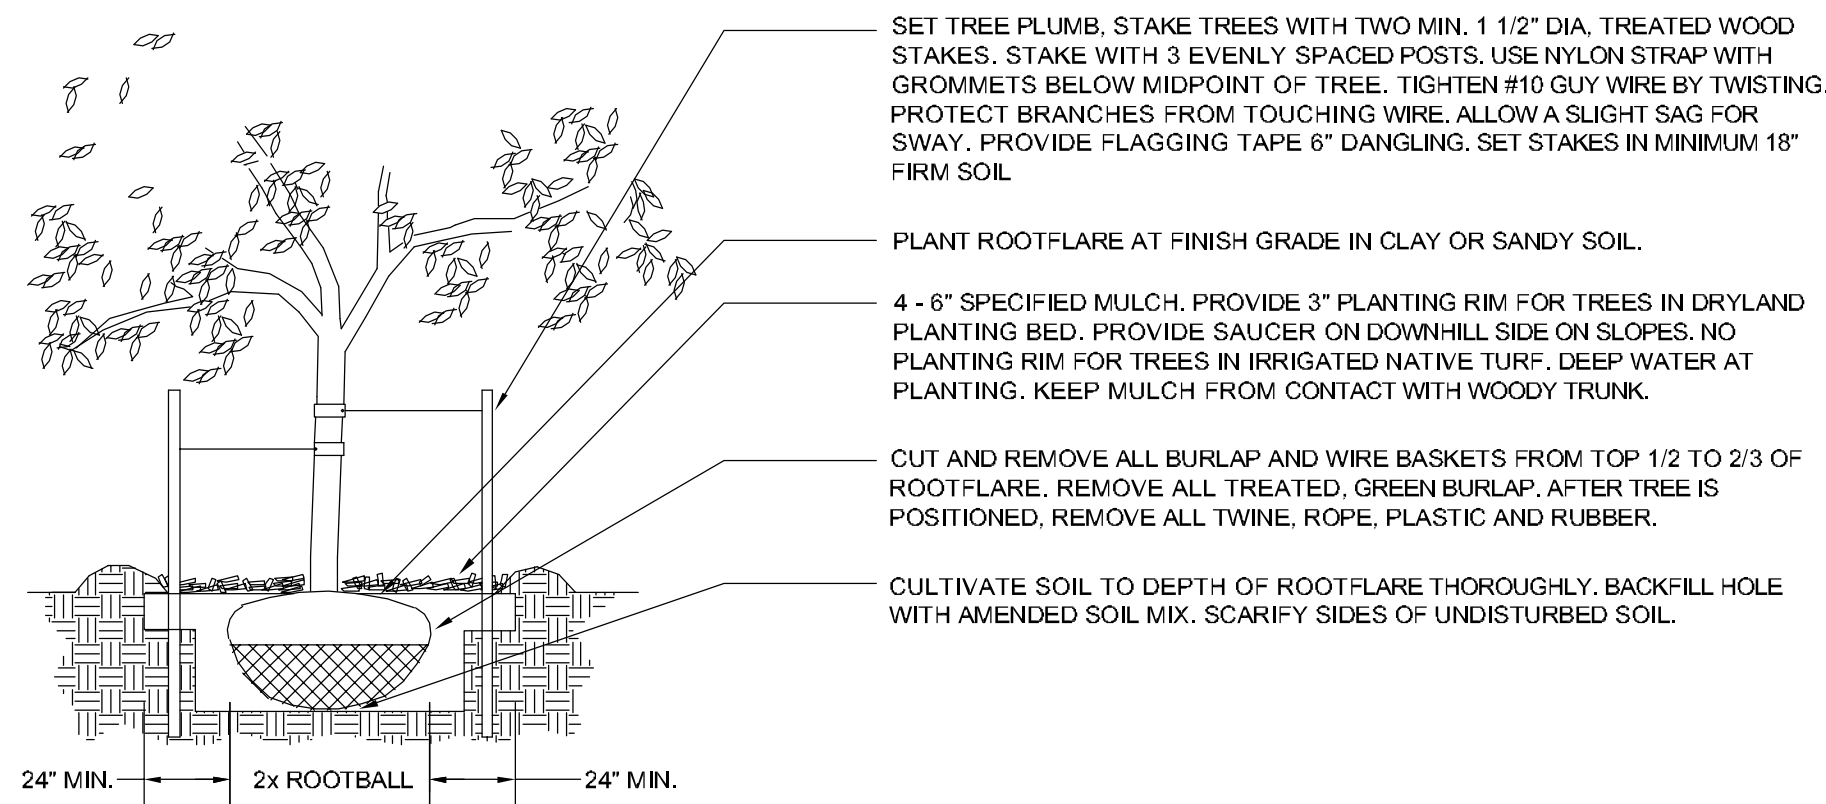 SET TREE PLUMB, STAKE TREES WITH TWO MIN. 1 1/2" DIA, TREATED WOOD
STAKES. STAKE WITH 3 EVENLY SPACED POSTS. USE NYLON STRAP WITH
GROMMETS BELOW MIDPOINT OF TREE. TIGHTEN #10 GUY WIRE BY TWISTING.
PROTECT BRANCHES FROM TOUCHING WIRE. ALLOW A SLIGHT SAG FOR
SWAY. PROVIDE FLAGGING TAPE 6" DANGLING. SET STAKES IN MINIMUM 18"
FIRM SOIL
PLANT ROOTFLARE AT FINISH GRADE IN CLAY OR SANDY SOIL.
4 - 6" SPECIFIED MULCH. PROVIDE 3" PLANTING RIM FOR TREES IN DRYLAND
PLANTING BED. PROVIDE SAUCER ON DOWNHILL SIDE ON SLOPES. NO
PLANTING RIM FOR TREES IN IRRIGATED NATIVE TURF. DEEP WATER AT
PLANTING. KEEP MULCH FROM CONTACT WITH WOODY TRUNK.
CUT AND REMOVE ALL BURLAP AND WIRE BASKETS FROM TOP 1/2 TO 2/3 OF
ROOTFLARE. REMOVE ALL TREATED, GREEN BURLAP. AFTER TREE IS
POSITIONED, REMOVE ALL TWINE, ROPE, PLASTIC AND RUBBER.
CULTIVATE SOIL TO DEPTH OF ROOTFLARE THOROUGHLY. BACKFILL HOLE
WITH AMENDED SOIL MIX. SCARIFY SIDES OF UNDISTURBED SOIL.
24" MIN. 2x ROOTBALL 24" MIN.